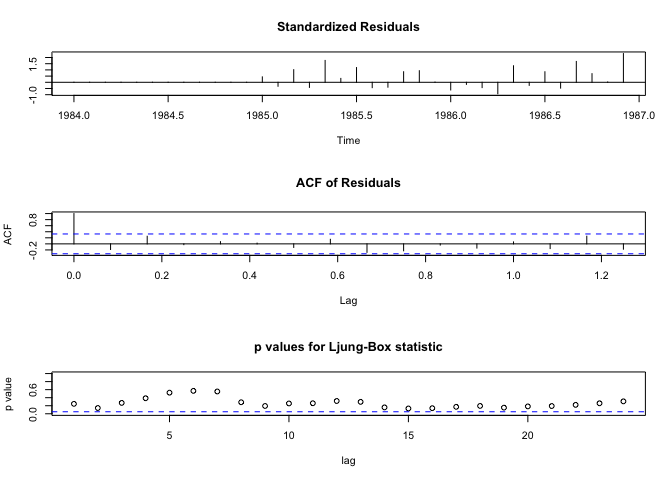 Standardized Residuals
1.5
-1.0
1984.0 1984.5 1985.0 1985.5 1986.0 1986.5 1987.0
Time
ACF of Residuals
ACF
0.8
-0.2
0.0 0.2 0.4 0.6 0.8 1.0 1.2
Lag
p values for Ljung-Box statistic
p value
0.6
0.0
5 10 15 20
lag